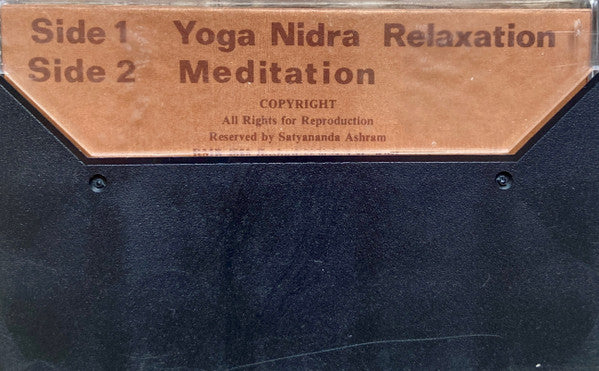 Side 1 Yoga Nidra Relaxation
Side 2 Meditation
COPYRIGHT
All Rights for Reproduction
Reserved by Satyananda Ashram